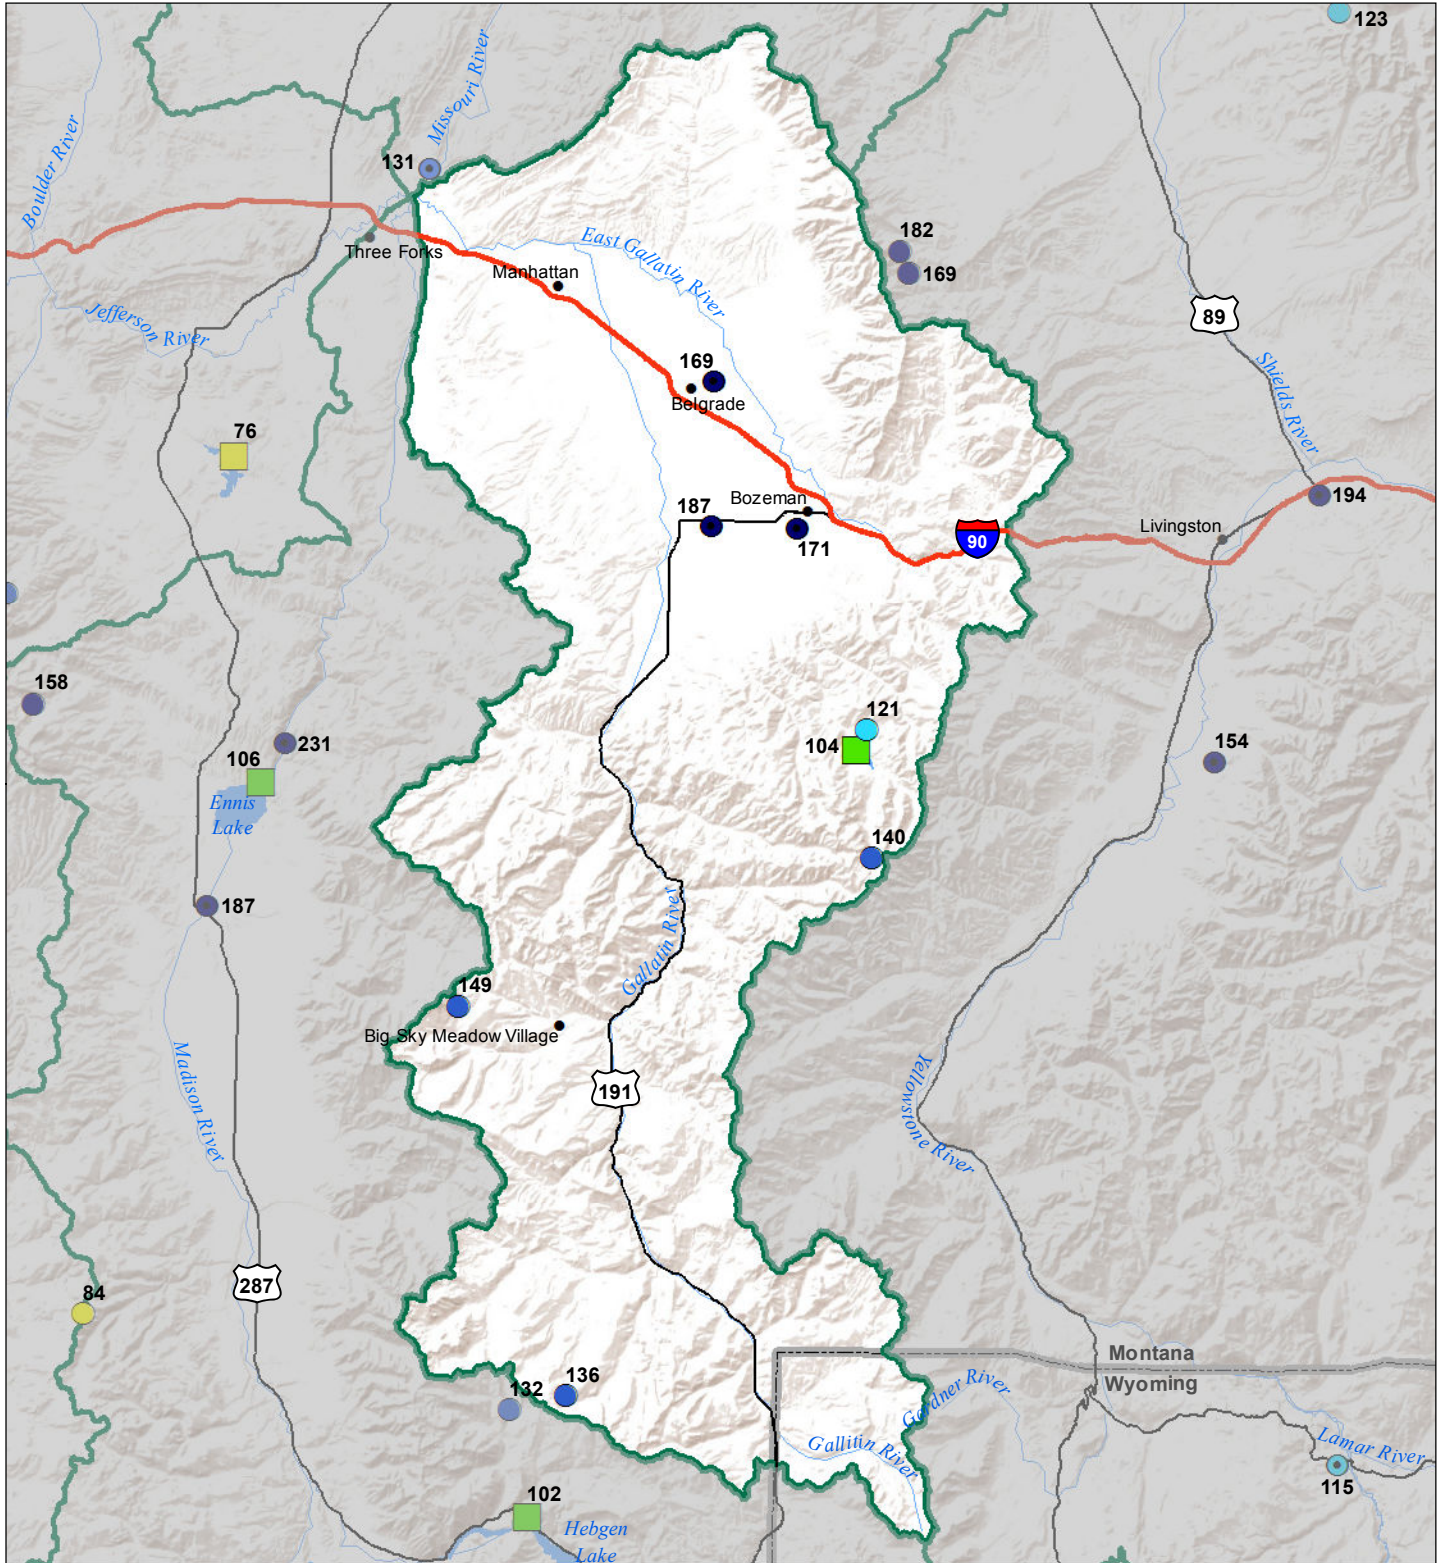 123
Missouri River
Boulder River
131
182
East Gallatin River
Three Forks
169
Manhattan
Jefferson River
89
Shields River
169
Belgrade
76
194
187
Bozeman
Livingston
90
171
158
121
231
104
106
154
Ennis
Lake
140
187
Gallatin River
149
Big Sky Meadow Village
Madison River
191
Yellowstone River
287
84
Montana
136
Wyoming
132
Gardner River
Gallitin River
Lamar River
115
102
Hebgen
Lake